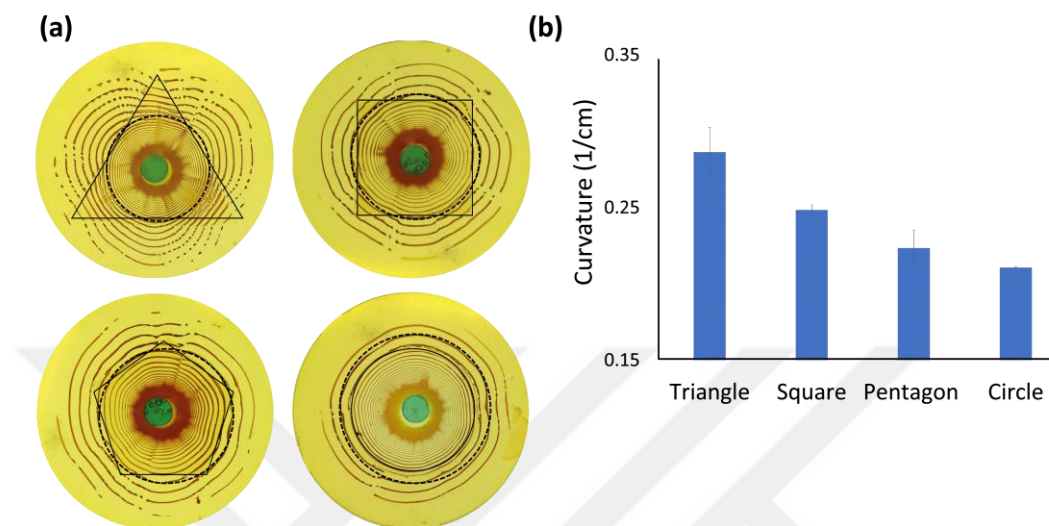 (a)
(b)
0.35
0.25
0.15
Curvature (1/cm)
Triangle Square Pentagon Circle